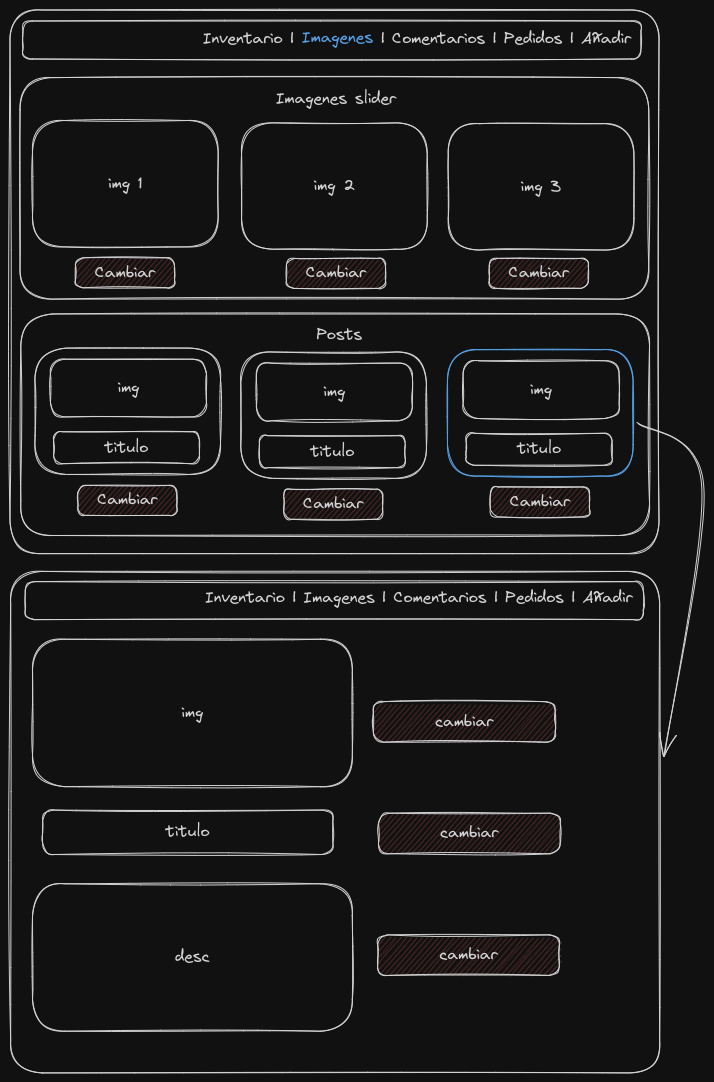 Inventario | Imagenes | Comentarios | Pedidos | Añadir
Imagenes slider
img 1 img 2 img 3
Cambiar Cambiar Cambiar
Posts
img img img
titulo titulo titulo
Cambiar Cambiar Cambiar
Inventario | Imagenes | Comentarios | Pedidos | Añadir
img
cambiar
titulo cambiar
desc cambiar